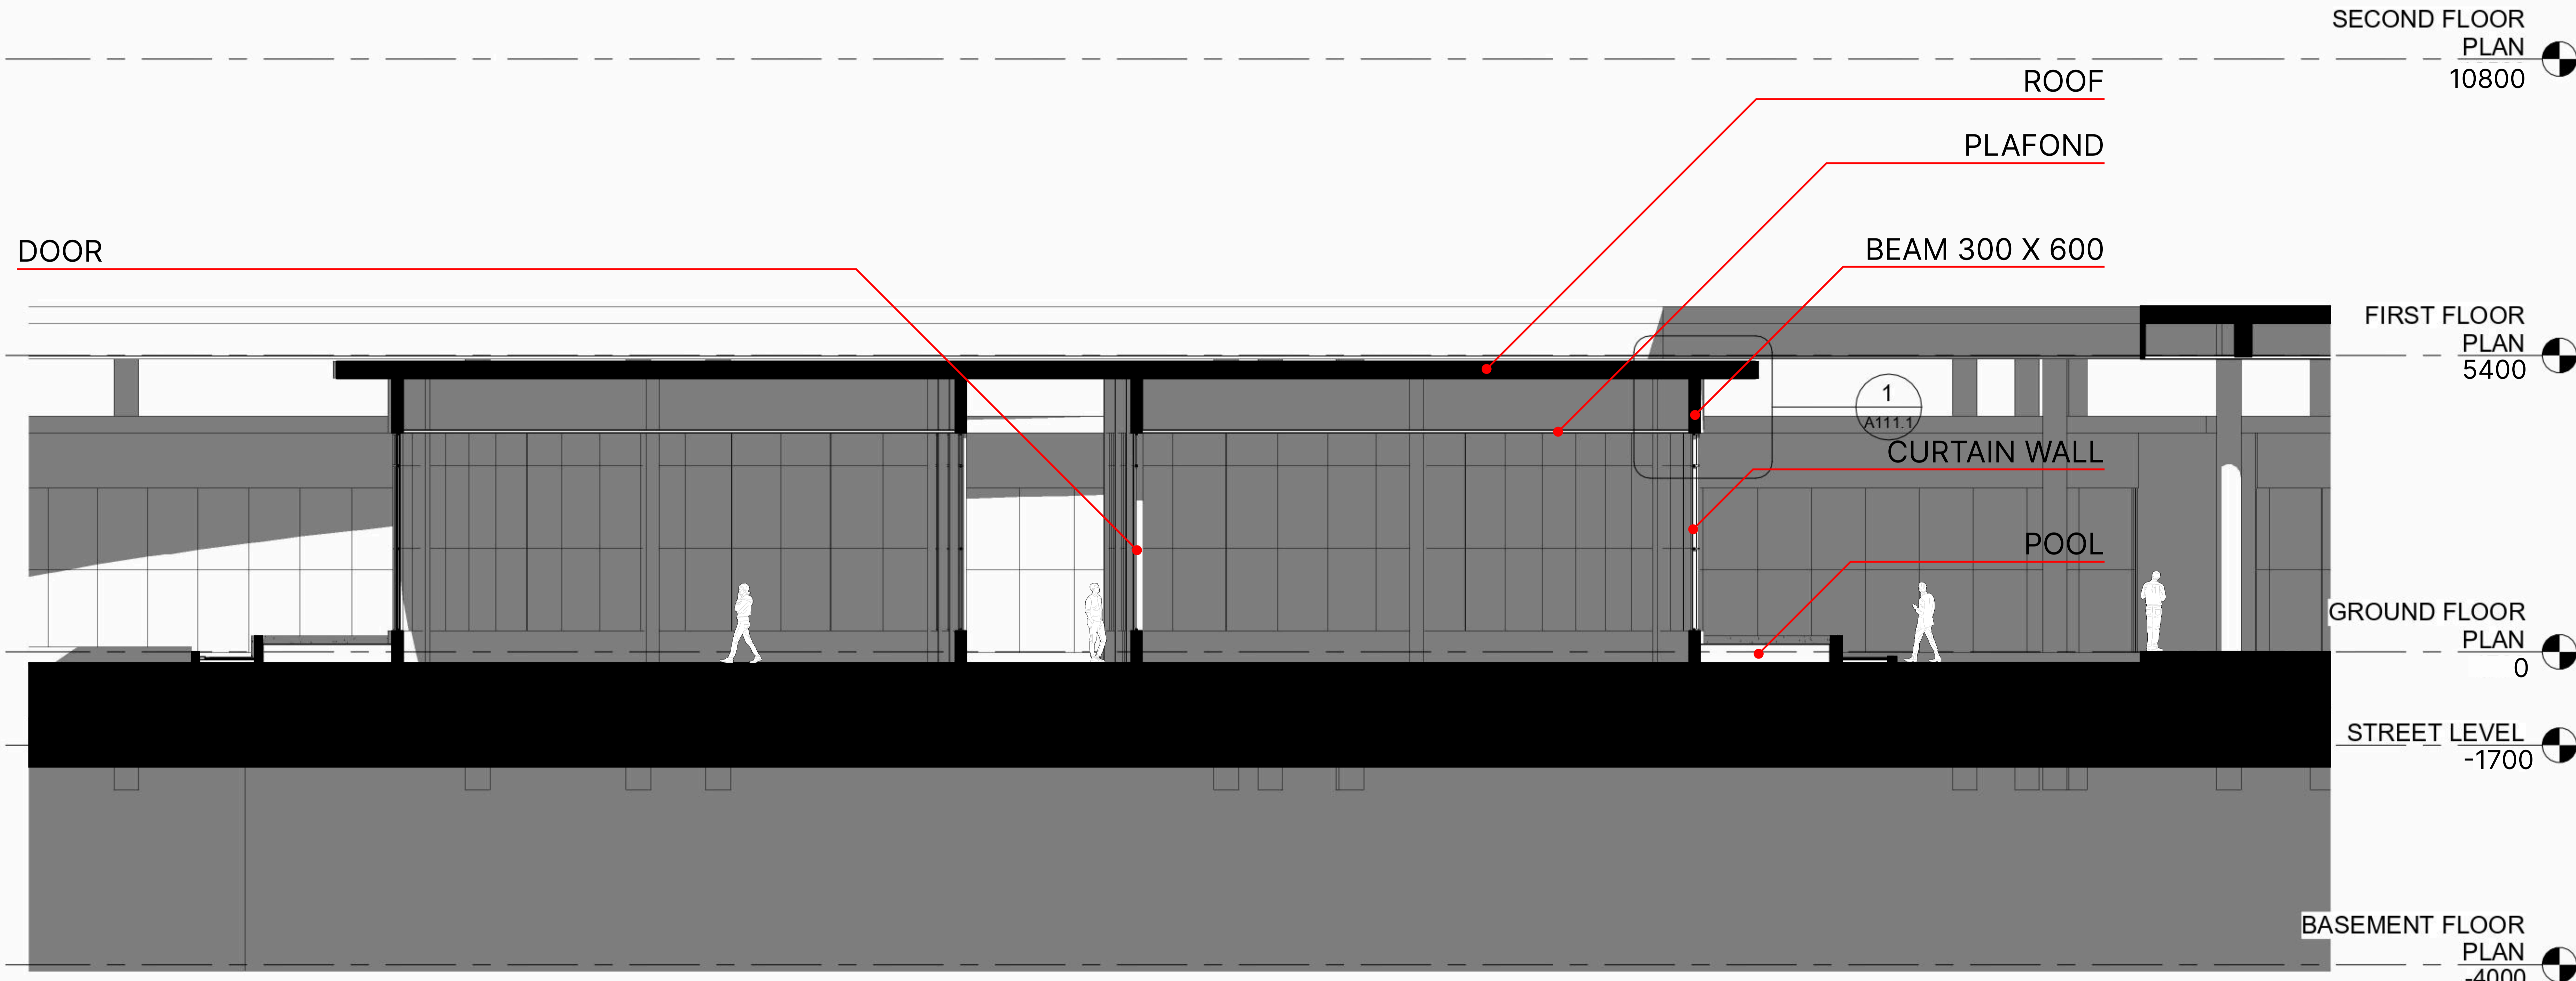 SECOND FLOOR
PLAN
10800
ROOF
PLAFOND
DOOR
BEAM 300 X 600
FIRST FLOOR
PLAN
5400
1
A111.1
CURTAIN WALL
POOL
GROUND FLOOR
PLAN
0
STREET LEVEL
-1700
BASEMENT FLOOR
PLAN
-4000